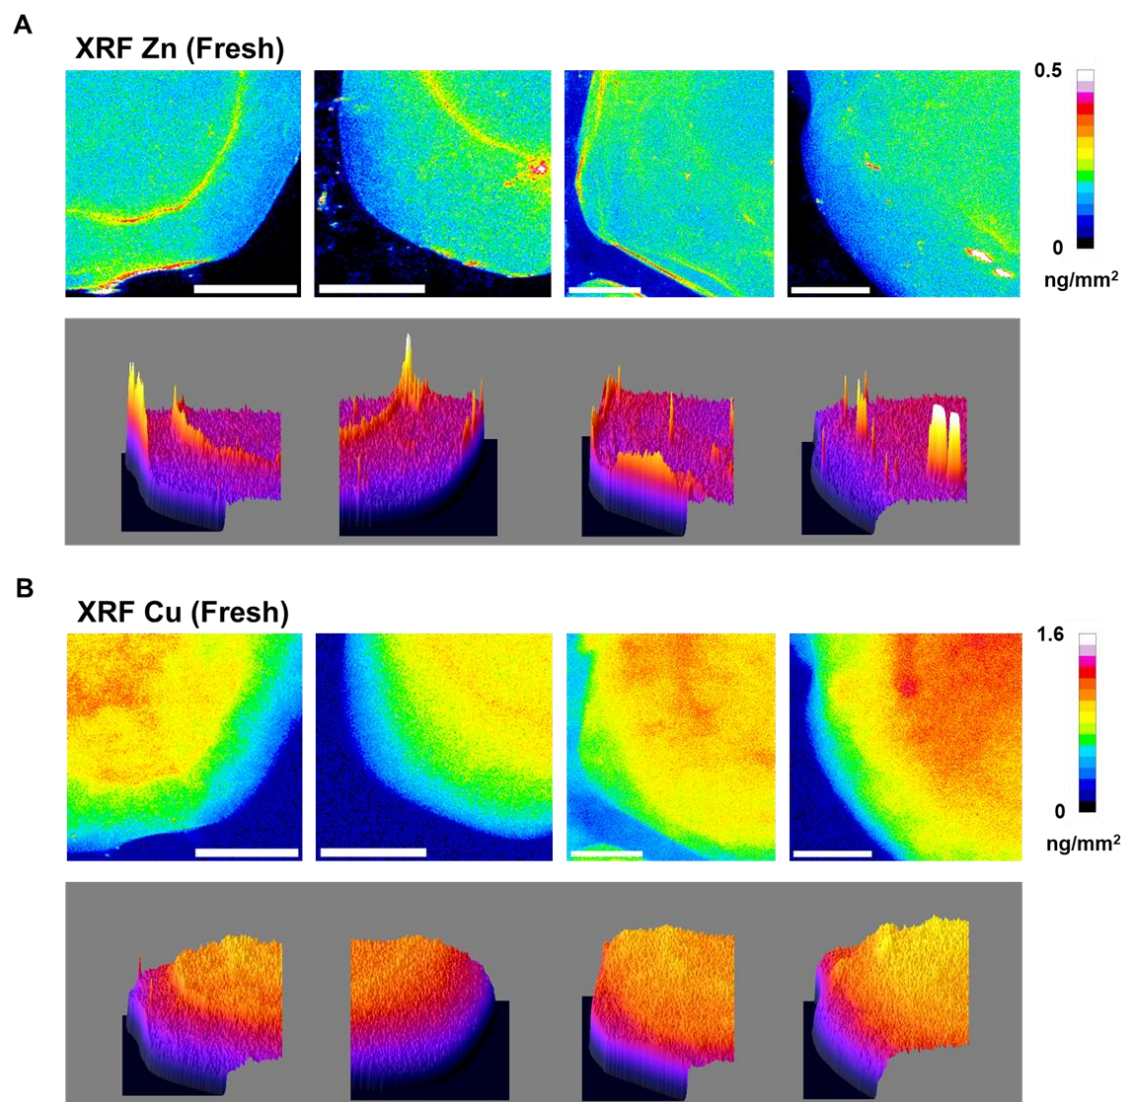 A
XRF Zn (Fresh)
0.5
0
ng/mm²
B
XRF Cu (Fresh)
1.6
0
ng/mm²